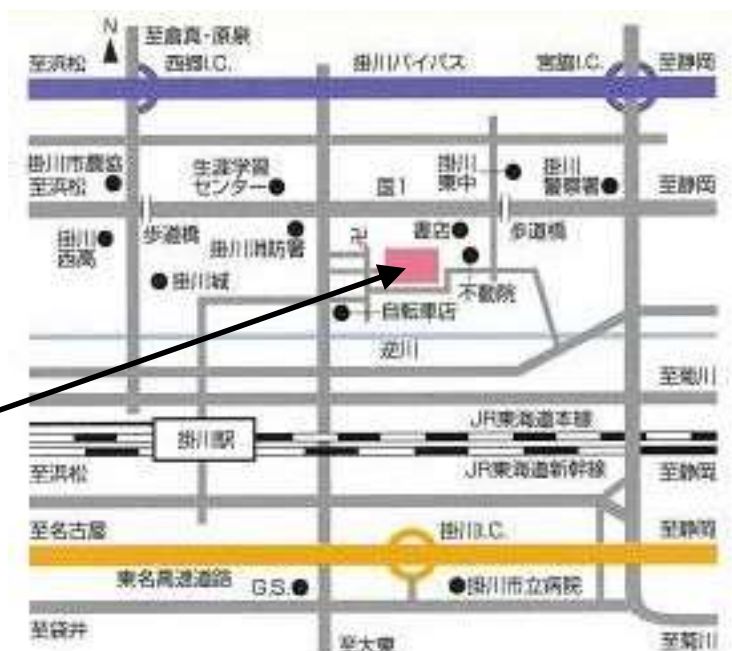 N
至倉真・原泉
至浜松
西郷I.C.
掛川バイパス
宮脇I.C.
至静岡
掛川市農協
至浜松
生涯学習
センター
国1
掛川
東中
掛川
警察署
至静岡
掛川
西高
歩道橋
掛川消防署
卍
書店
歩道橋
掛川城
不動院
自転車店
逆川
至菊川
JR東海道本線
掛川駅
至浜松
JR東海道新幹線
至静岡
至名古屋
掛川I.C.
至静岡
東名高速道路
G.S.
掛川市立病院
至袋井
至大東
至菊川